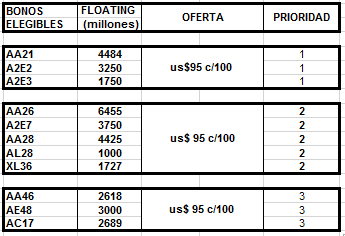 BONOS ELEGIBLES FLOATING (millones) OFERTA PRIORIDAD
AA21 4484 us$95 c/100 1
A2E2 3250 1
A2E3 1750 1
AA26 6455 us$ 95 c/100 2
A2E7 3750 2
AA28 4425 2
AL28 1000 2
XL36 1727 2
AA46 2618 us$ 95 c/100 3
AE48 3000 3
AC17 2689 3